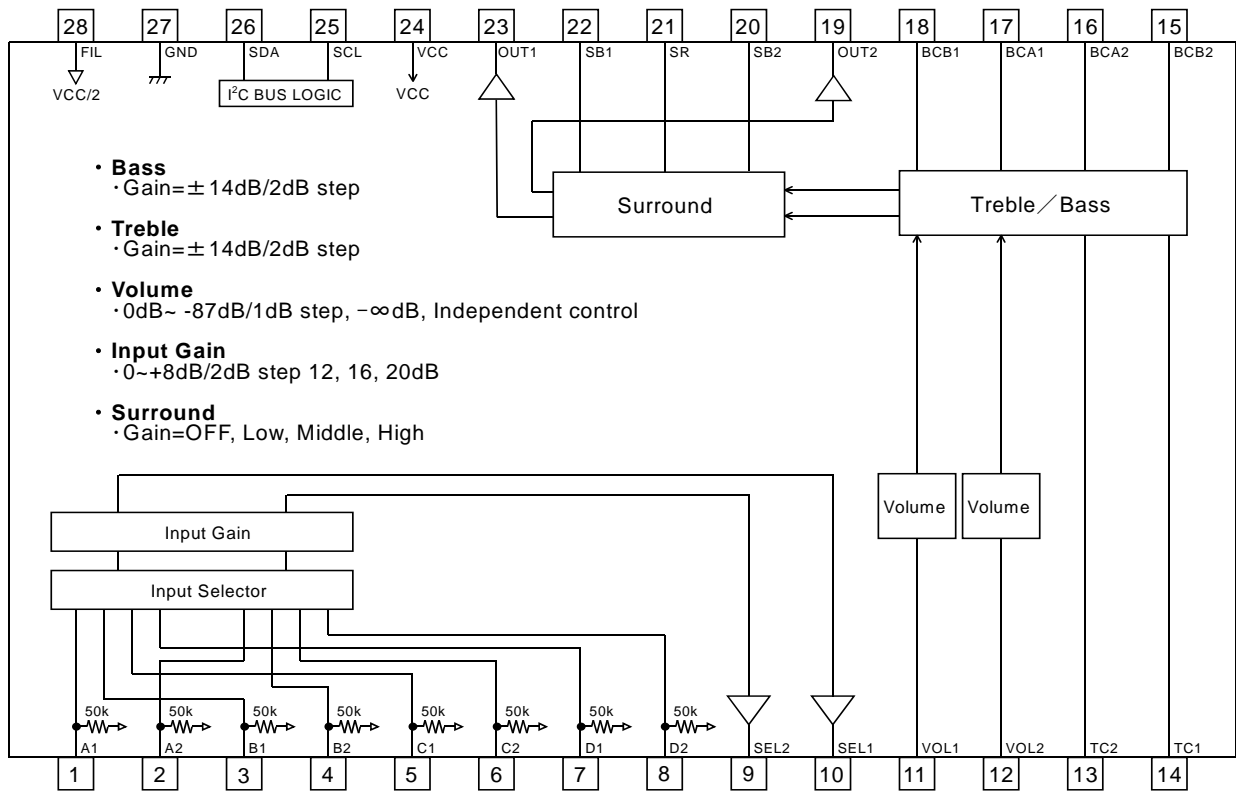 28 27 26 25 24 23 22 21 20 19 18 17 16 15
FIL GND SDA SCL VCC OUT1 SB1 SR SB2 OUT2 BCB1 BCA1 BCA2 BCB2
VCC/2 I²C BUS LOGIC VCC
・Bass
・Gain=±14dB/2dB step
・Treble
・Gain=±14dB/2dB step
・Volume
・0dB~ -87dB/1dB step, −∞dB, Independent control
・Input Gain
・0~+8dB/2dB step 12, 16, 20dB
・Surround
・Gain=OFF, Low, Middle, High
Surround
Treble／Bass
Volume Volume
Input Gain
Input Selector
50k 50k 50k 50k 50k 50k 50k 50k
A1 A2 B1 B2 C1 C2 D1 D2 SEL2 SEL1 VOL1 VOL2 TC2 TC1
1 2 3 4 5 6 7 8 9 10 11 12 13 14